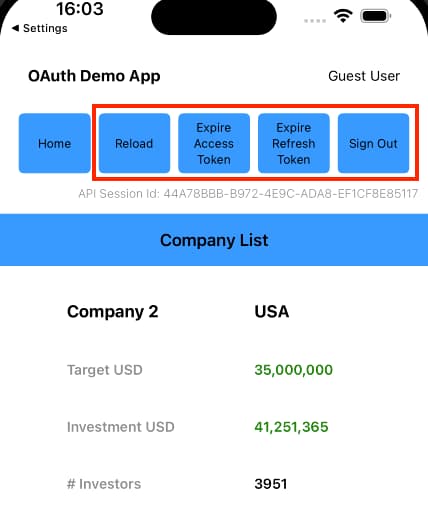 16:03
◀ Settings
OAuth Demo App
Guest User
Home
Reload
Expire
Access
Token
Expire
Refresh
Token
Sign Out
API Session Id: 44A78BBB-B972-4E9C-ADA8-EF1CF8E85117
Company List
Company 2 USA
Target USD 35,000,000
Investment USD 41,251,365
# Investors 3951